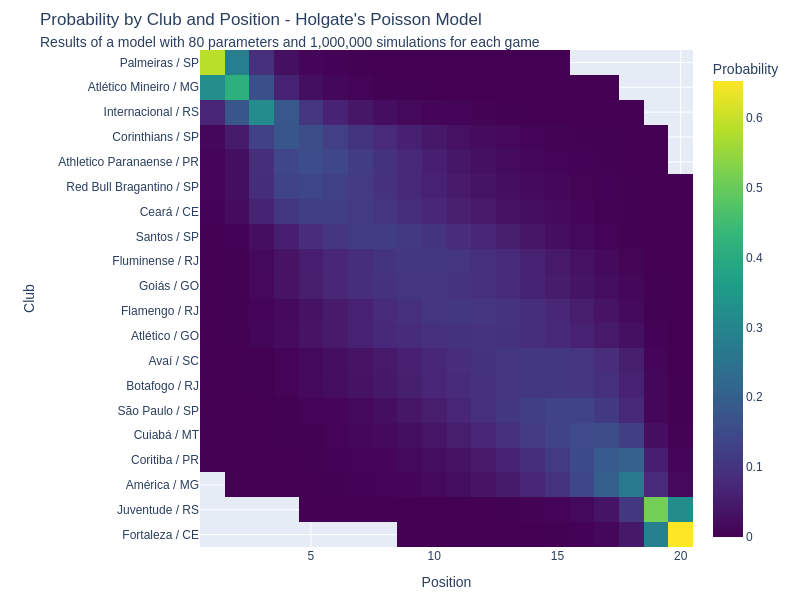 Probability by Club and Position - Holgate's Poisson Model
Results of a model with 80 parameters and 1,000,000 simulations for each game
Probability
Palmeiras / SP
Atlético Mineiro / MG
Internacional / RS
Corinthians / SP
Athletico Paranaense / PR
Red Bull Bragantino / SP
Ceará / CE
Santos / SP
Fluminense / RJ
Goiás / GO
Flamengo / RJ
Atlético / GO
Avaí / SC
Botafogo / RJ
São Paulo / SP
Cuiabá / MT
Coritiba / PR
América / MG
Juventude / RS
Fortaleza / CE
Club
5
10
15
20
Position
0.6
0.5
0.4
0.3
0.2
0.1
0